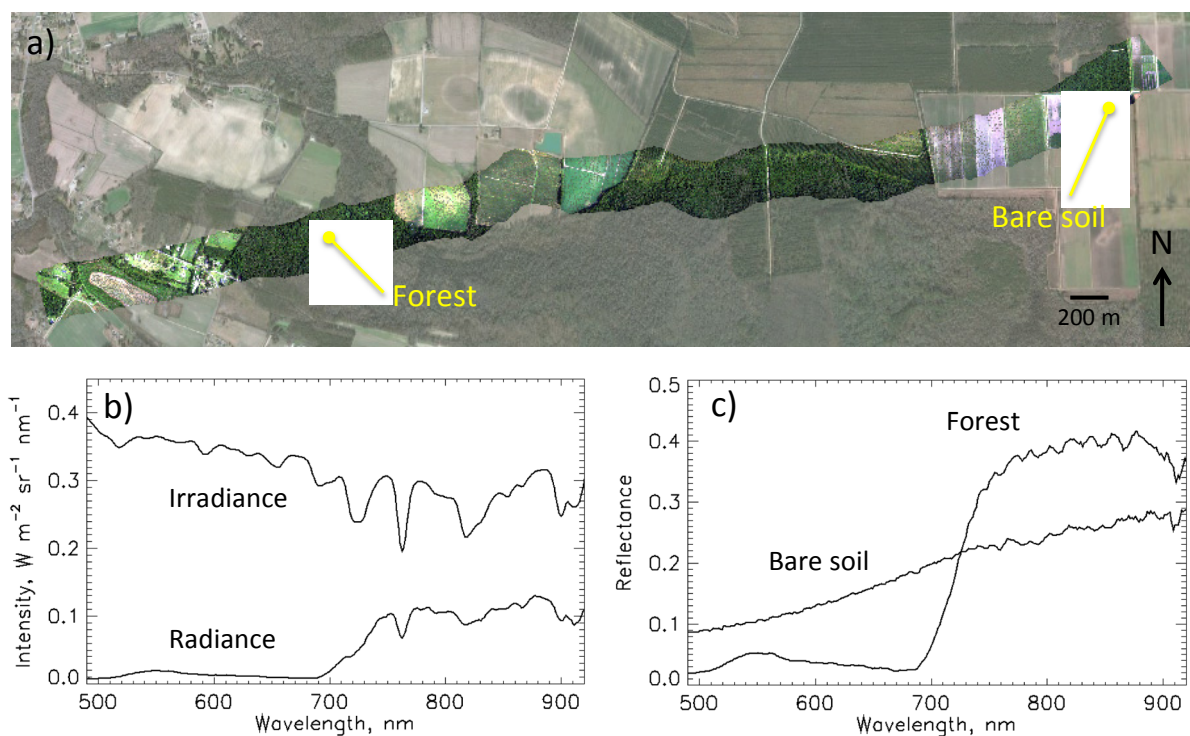 a)
Forest
Bare soil
N
200 m
b)
Irradiance
Radiance
Intensity, W m⁻² sr⁻¹ nm⁻¹
0.4
0.3
0.2
0.1
0.0
500 600 700 800 900
Wavelength, nm
c)
Forest
Bare soil
Reflectance
0.5
0.4
0.3
0.2
0.1
0.0
500 600 700 800 900
Wavelength, nm